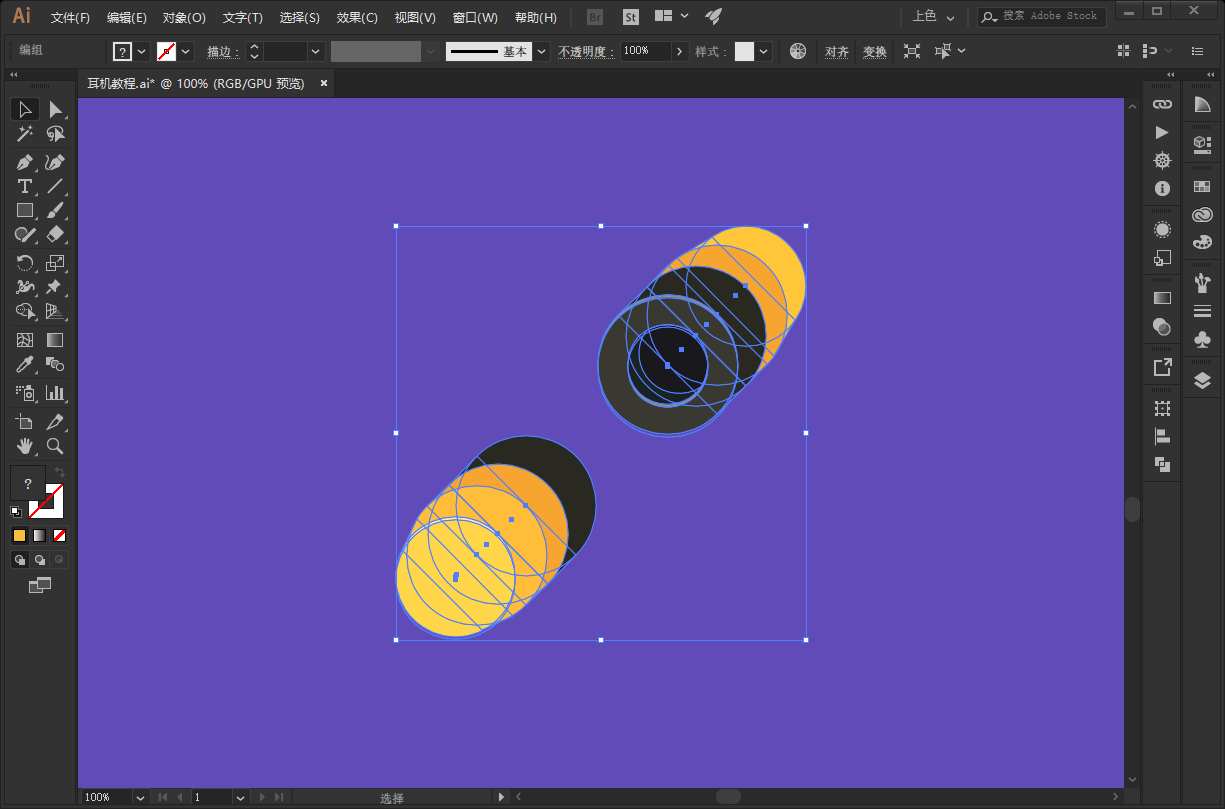 Ai 文件(F) 编辑(E) 对象(O) 文字(T) 选择(S) 效果(C) 视图(V) 窗口(W) 帮助(H) Br St 上色 搜索 Adobe Stock
编组 ? 描边: 基本 不透明度: 100% 样式: 对齐 变换
耳机教程.ai* @ 100% (RGB/GPU 预览) ×
?
100% 1 选择